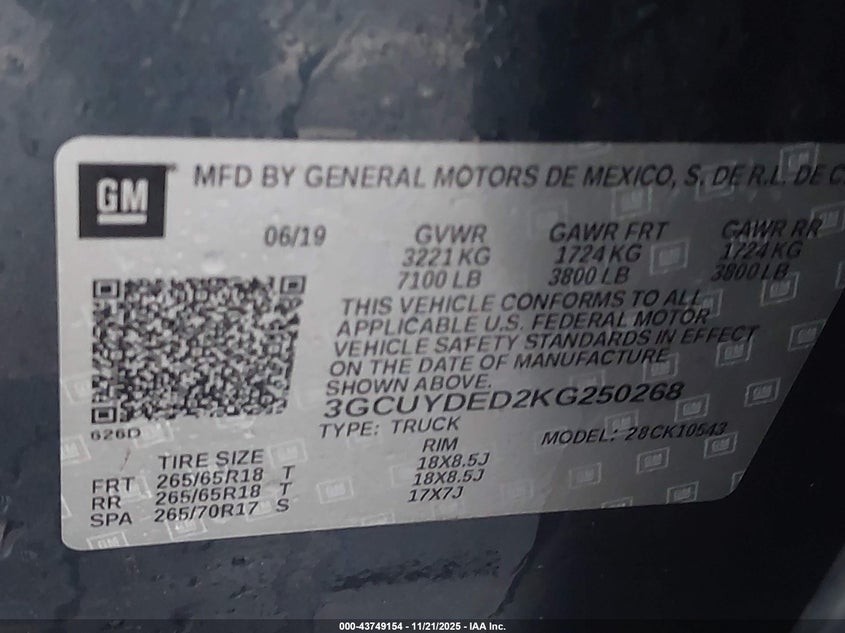 GM
MFD BY GENERAL MOTORS DE MEXICO, S. DE R.L. DE C.
06/19 GVWR GAWR FRT GAWR RR
3221 KG 1724 KG 1724 KG
7100 LB 3800 LB 3800 LB
THIS VEHICLE CONFORMS TO ALL
APPLICABLE U.S. FEDERAL MOTOR
VEHICLE SAFETY STANDARDS IN EFFECT
ON THE DATE OF MANUFACTURE
SHOWN ABOVE.
3GCUYDED2KG250268
626D
TYPE: TRUCK MODEL: 28CK10543
TIRE SIZE RIM
FRT 265/65R18 T 18X8.5J
RR 265/65R18 T 18X8.5J
SPA 265/70R17 S 17X7J
000-43749154 - 11/21/2025 - IAA Inc.